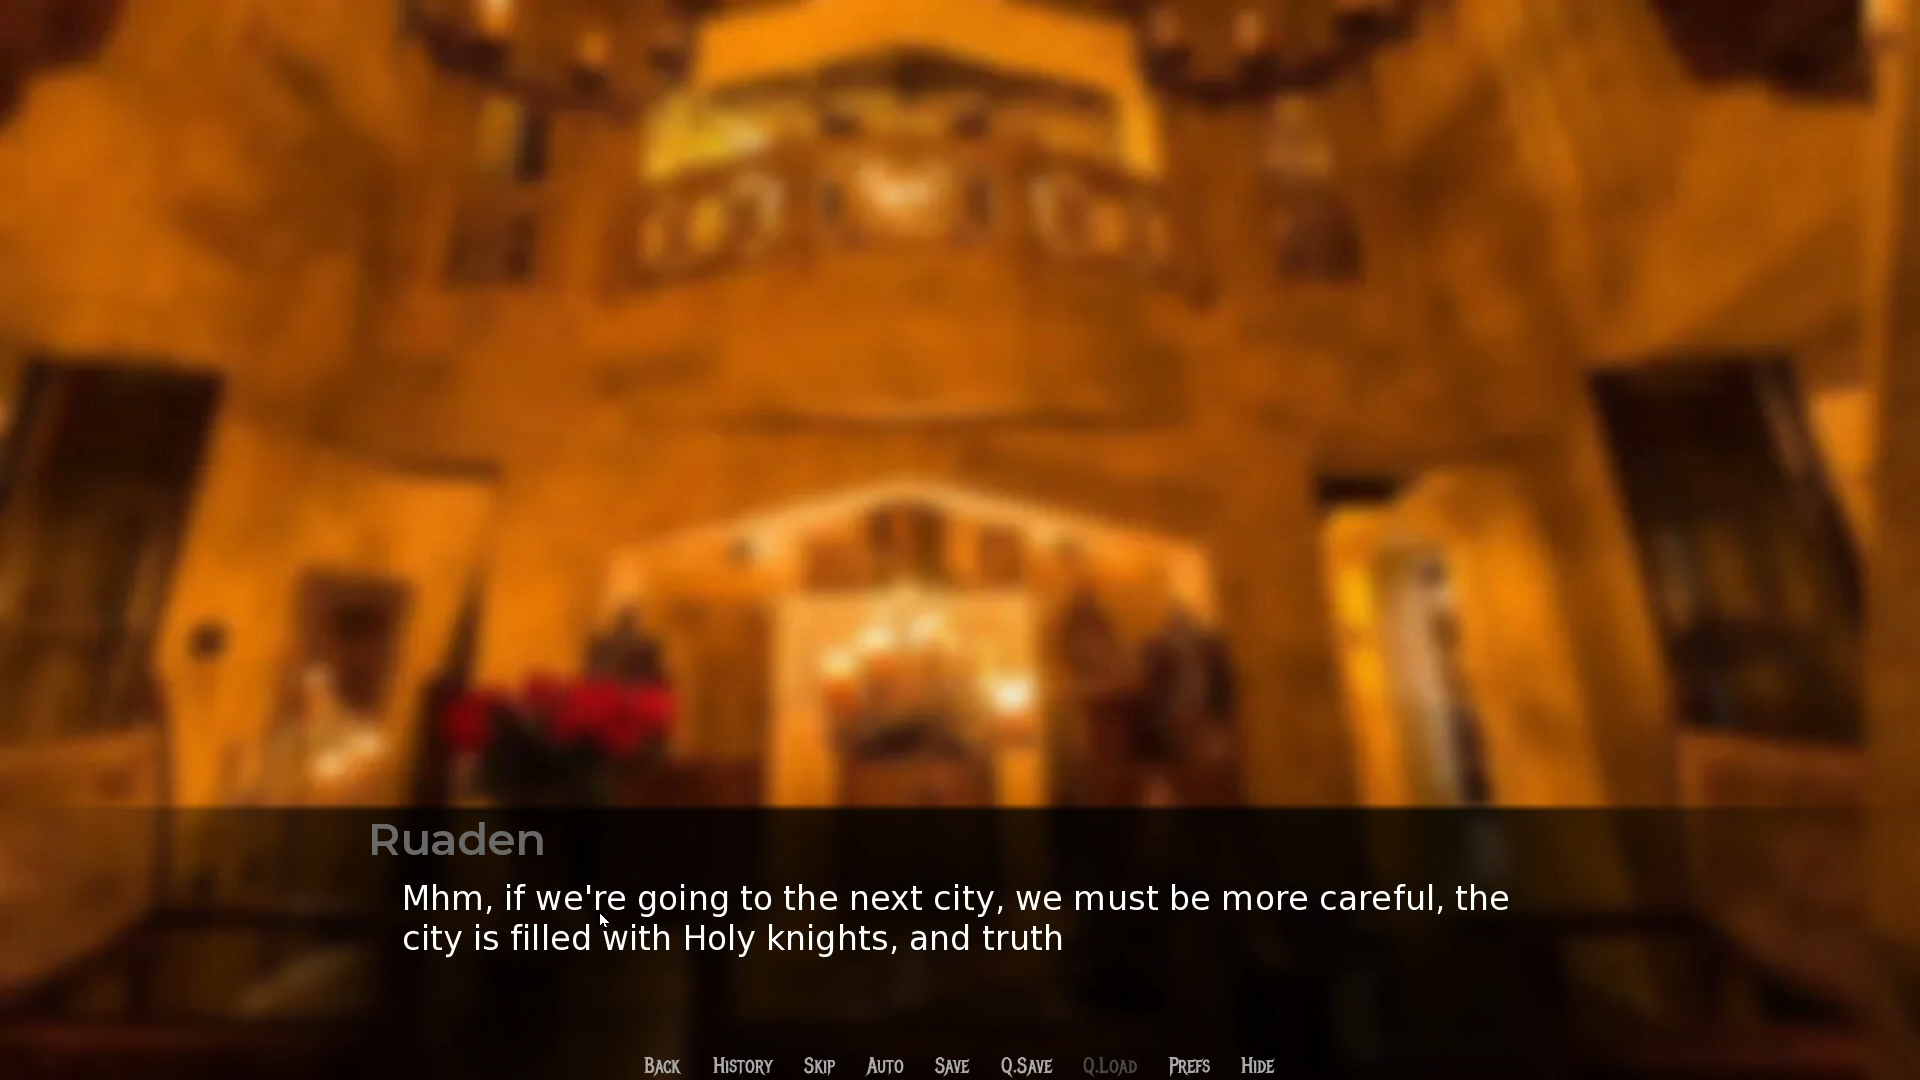 Ruaden
Mhm, if we're going to the next city, we must be more careful, the
city is filled with Holy knights, and truth
Back History Skip Auto Save Q.Save Q.Load Prefs Hide